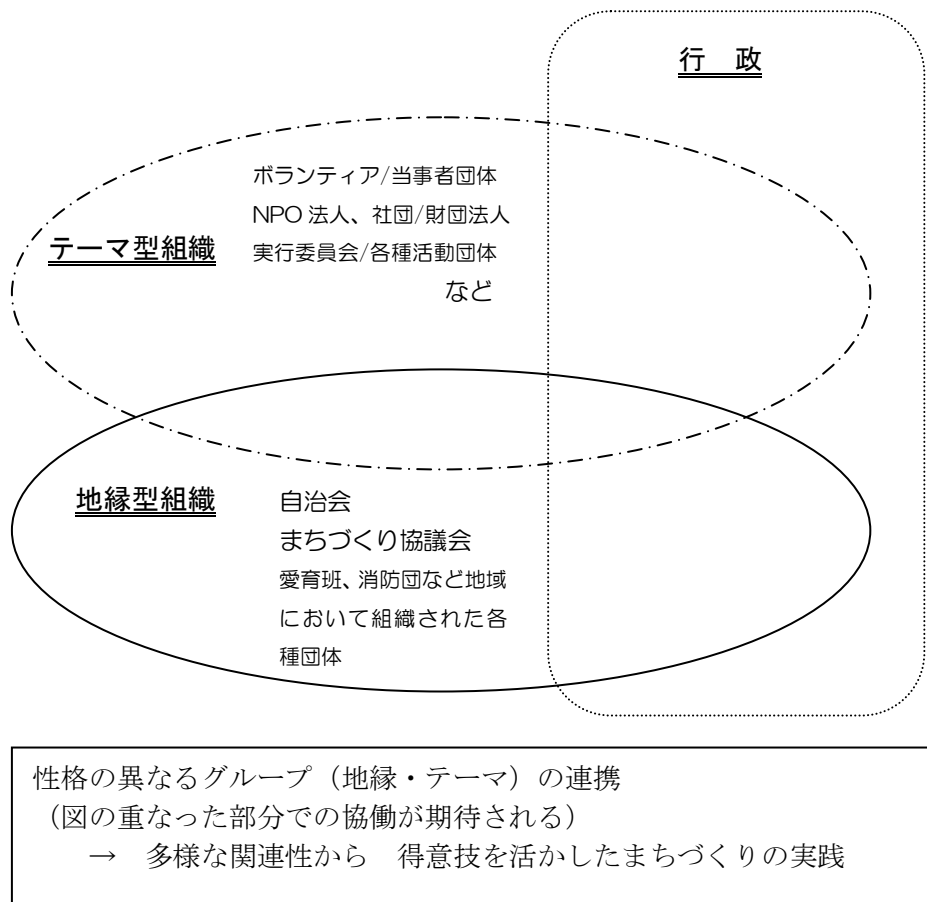 行　政
ボランティア/当事者団体
NPO 法人、社団/財団法人
テーマ型組織
実行委員会/各種活動団体
など
地縁型組織
自治会
まちづくり協議会
愛育班、消防団など地域
において組織された各
種団体
性格の異なるグループ（地縁・テーマ）の連携
（図の重なった部分での協働が期待される）
→　多様な関連性から　得意技を活かしたまちづくりの実践